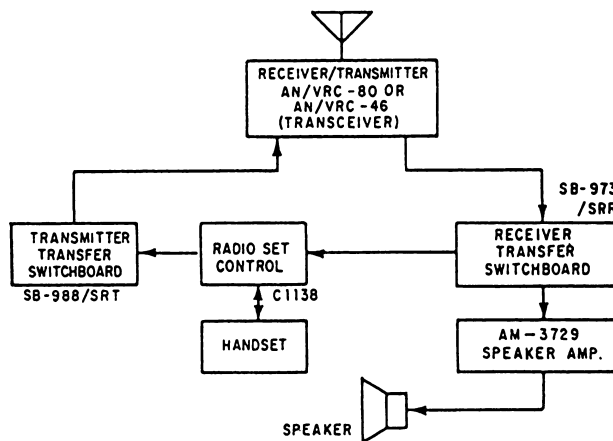 RECEIVER/TRANSMITTER
AN/VRC-80 OR
AN/VRC-46
(TRANSCEIVER)
SB-973
/SRR
TRANSMITTER
TRANSFER
SWITCHBOARD
SB-988/SRT
RADIO SET
CONTROL
C1138
RECEIVER
TRANSFER
SWITCHBOARD
HANDSET
AM-3729
SPEAKER AMP.
SPEAKER